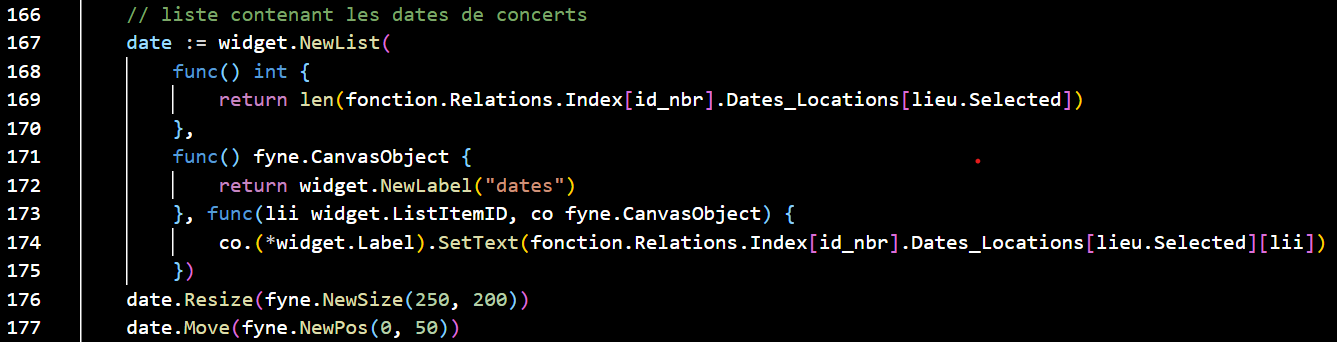 166 // liste contenant les dates de concerts
167 date := widget.NewList(
168 func() int {
169 return len(fonction.Relations.Index[id_nbr].Dates_Locations[lieu.Selected])
170 },
171 func() fyne.CanvasObject {
172 return widget.NewLabel("dates")
173 }, func(lii widget.ListItemID, co fyne.CanvasObject) {
174 co.(*widget.Label).SetText(fonction.Relations.Index[id_nbr].Dates_Locations[lieu.Selected][lii])
175 })
176 date.Resize(fyne.NewSize(250, 200))
177 date.Move(fyne.NewPos(0, 50))